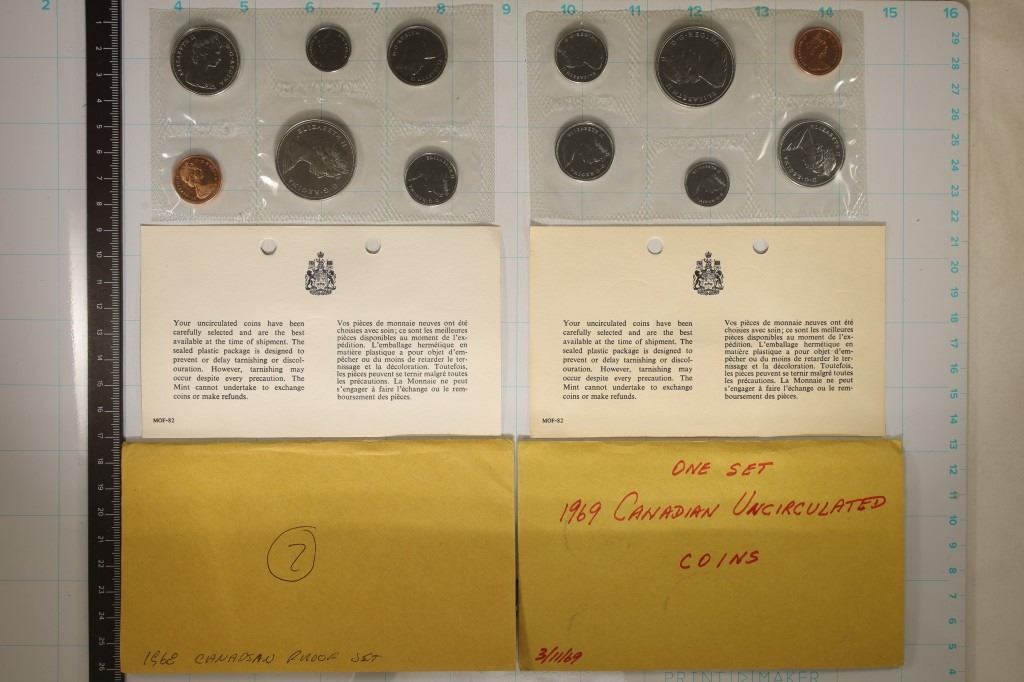 Your uncirculated coins have been
carefully selected and are the best
available at the time of shipment. The
sealed plastic package is designed to
prevent or delay tarnishing or discol-
ouration. However, tarnishing may
occur despite every precaution. The
Mint cannot undertake to exchange
coins or make refunds.
Vos pièces de monnaie neuves ont été
choisies avec soin; ce sont les meilleures
pièces disponibles au moment de l'ex-
pédition. L'emballage hermétique en
matière plastique a pour objet d'em-
pêcher ou du moins de retarder le ter-
nissage et la décoloration. Toutefois,
les pièces peuvent se ternir malgré toutes
les précautions. La Monnaie ne peut
s'engager à faire l'échange ou le rem-
boursement des pièces.
MOF-82
Your uncirculated coins have been
carefully selected and are the best
available at the time of shipment. The
sealed plastic package is designed to
prevent or delay tarnishing or discol-
ouration. However, tarnishing may
occur despite every precaution. The
Mint cannot undertake to exchange
coins or make refunds.
Vos pièces de monnaie neuves ont été
choisies avec soin; ce sont les meilleures
pièces disponibles au moment de l'ex-
pédition. L'emballage hermétique en
matière plastique a pour objet d'em-
pêcher ou du moins de retarder le ter-
nissage et la décoloration. Toutefois,
les pièces peuvent se ternir malgré toutes
les précautions. La Monnaie ne peut
s'engager à faire l'échange ou le rem-
boursement des pièces.
MOF-82
2
1968 CANADIAN PROOF SET
ONE SET
1969 CANADIAN UNCIRCULATED
COINS
3/11/69